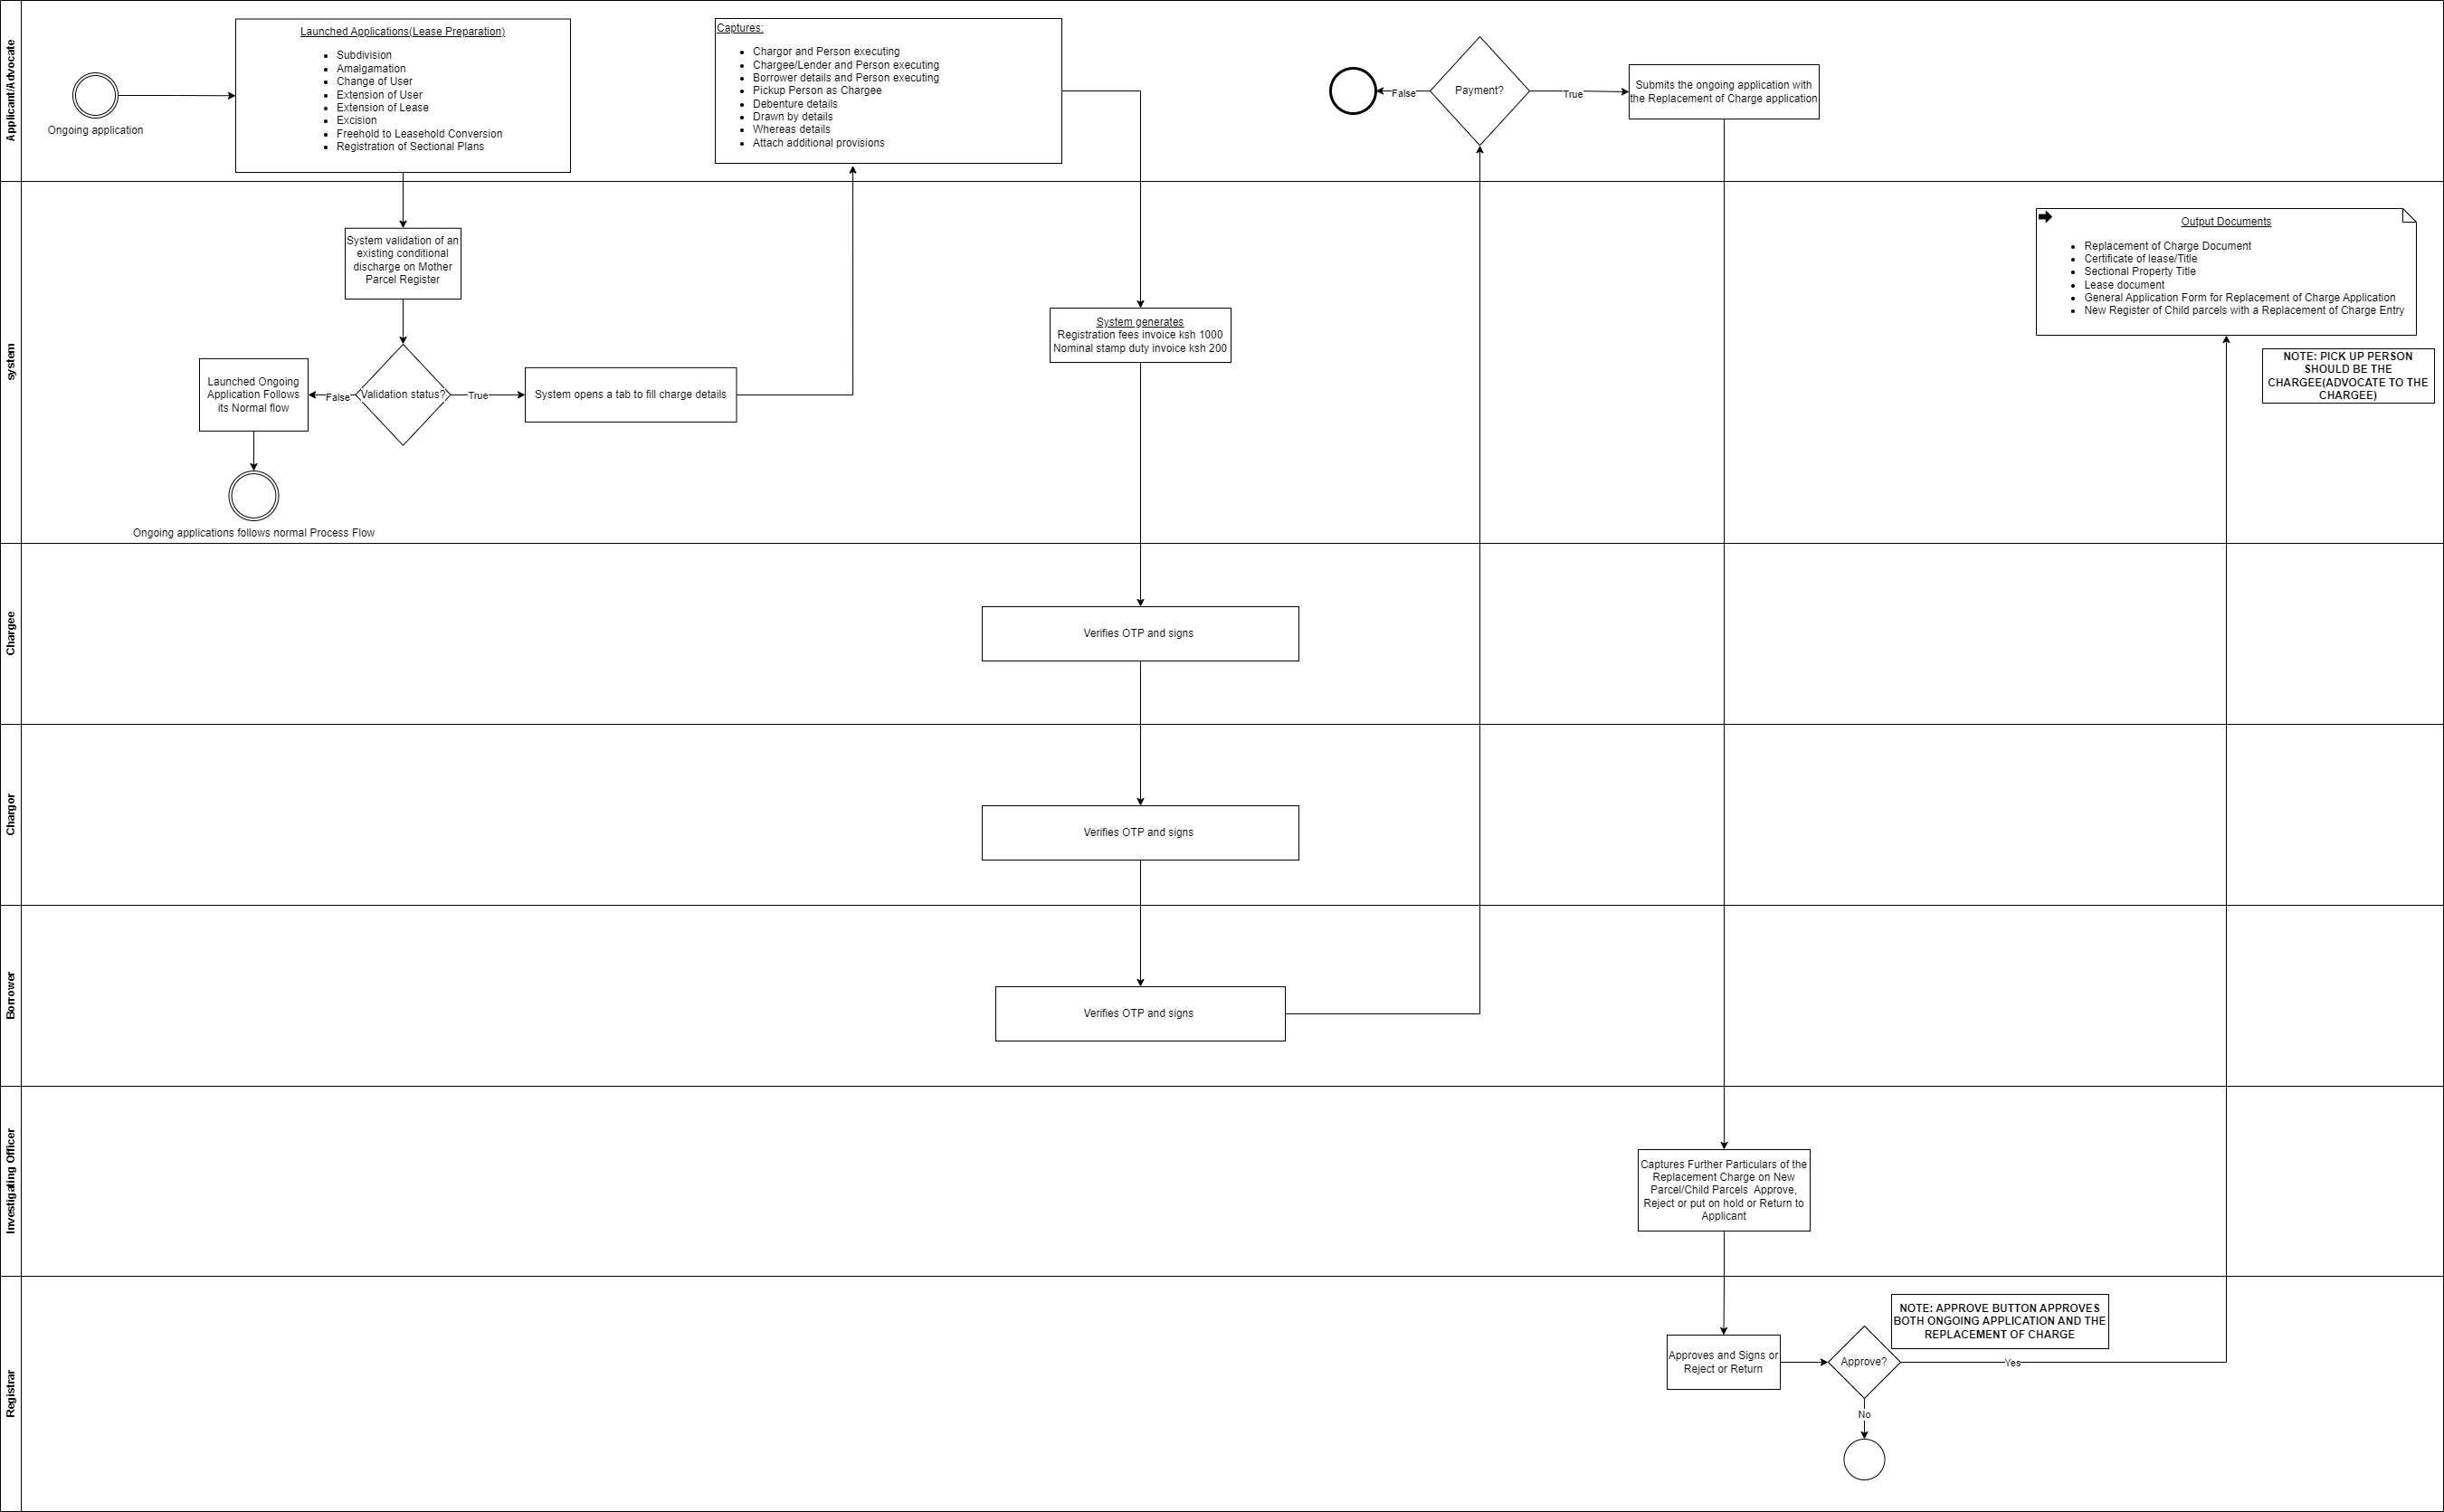 Applicant/Advocate
Ongoing application
Launched Applications(Lease Preparation)
Subdivision
Amalgamation
Change of User
Extension of User
Extension of Lease
Excision
Freehold to Leasehold Conversion
Registration of Sectional Plans
Captures:
Chargor and Person executing
Chargee/Lender and Person executing
Borrower details and Person executing
Pickup Person as Chargee
Debenture details
Drawn by details
Whereas details
Attach additional provisions
False
Payment?
True
Submits the ongoing application with
the Replacement of Charge application
system
System validation of an
existing conditional
discharge on Mother
Parcel Register
Launched Ongoing
Application Follows
its Normal flow
False
Validation status?
True
System opens a tab to fill charge details
Ongoing applications follows normal Process Flow
System generates
Registration fees invoice ksh 1000
Nominal stamp duty invoice ksh 200
Output Documents
Replacement of Charge Document
Certificate of lease/Title
Sectional Property Title
Lease document
General Application Form for Replacement of Charge Application
New Register of Child parcels with a Replacement of Charge Entry
NOTE: PICK UP PERSON
SHOULD BE THE
CHARGEE(ADVOCATE TO THE
CHARGEE)
Chargee
Verifies OTP and signs
Chargor
Verifies OTP and signs
Borrower
Verifies OTP and signs
Investigating Officer
Captures Further Particulars of the
Replacement Charge on New
Parcel/Child Parcels Approve,
Reject or put on hold or Return to
Applicant
Registrar
Approves and Signs or
Reject or Return
Approve?
NOTE: APPROVE BUTTON APPROVES
BOTH ONGOING APPLICATION AND THE
REPLACEMENT OF CHARGE
Yes
No